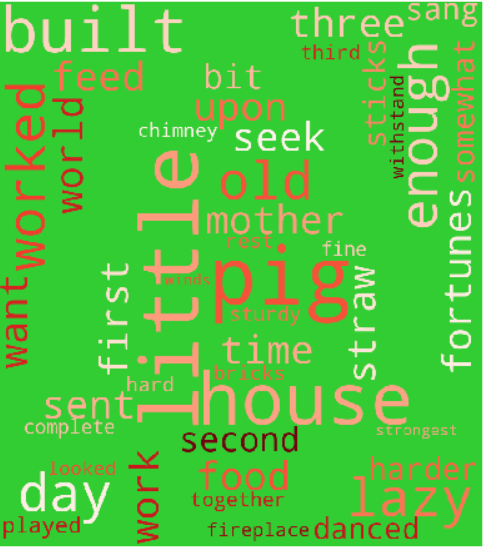 built
three
sang
third
feed
bit
sticks
somewhat
enough
withstand
worked
world
upon
chimney
seek
old
little
mother
rest
fine
fortunes
pig
winds
straw
want
first
sturdy
time
bricks
hard
house
sent
complete
strongest
second
day
looked
work
food
harder
lazy
together
played
fireplace
danced